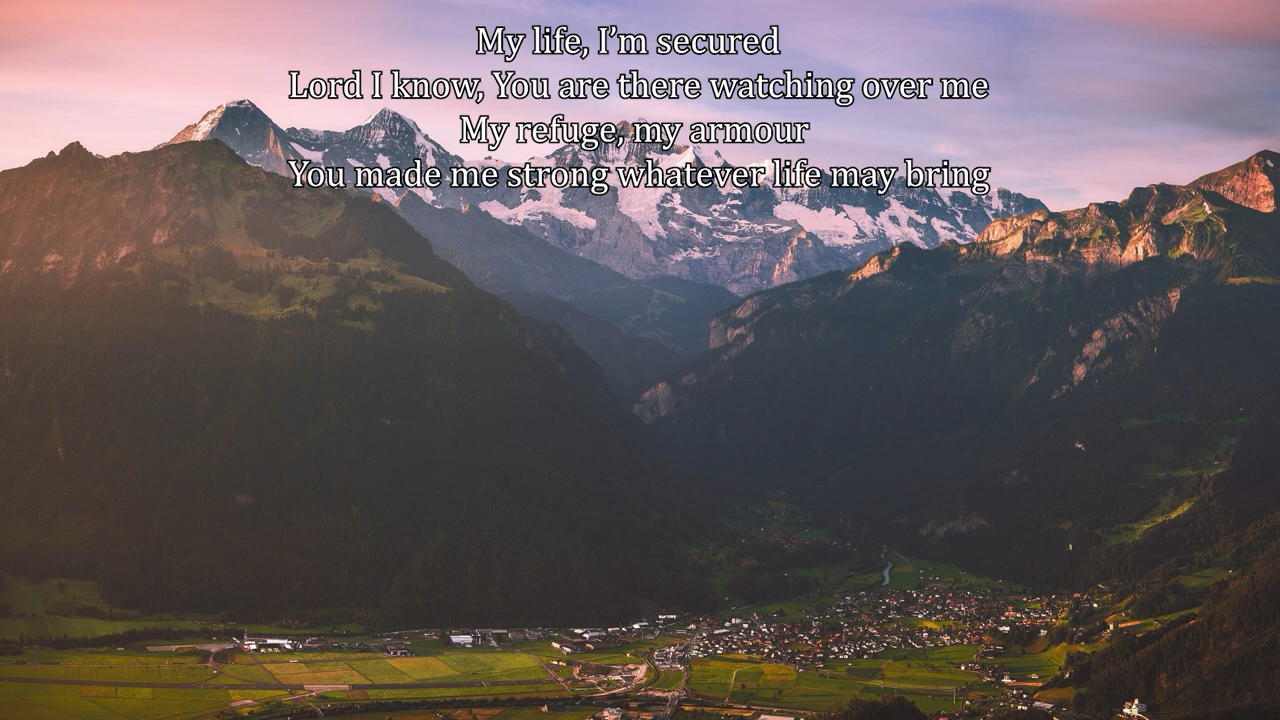 My life, I’m secured
Lord I know, You are there watching over me
My refuge, my armour
You made me strong whatever life may bring